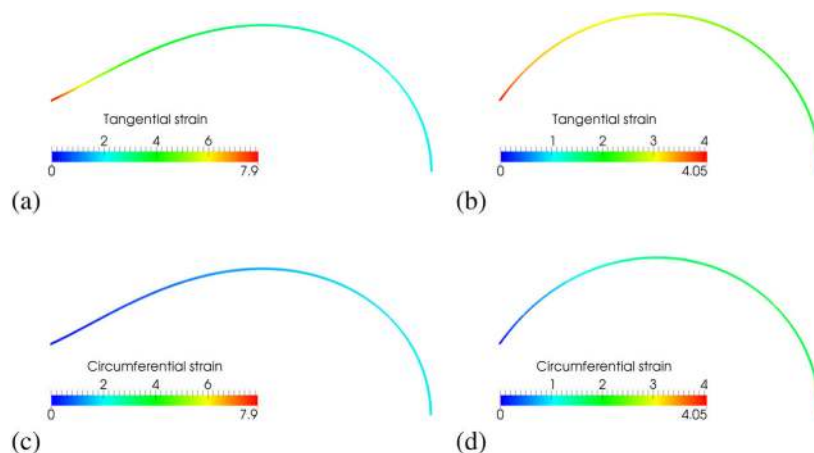 Tangential strain
0 2 4 6 7.9
(a)
Tangential strain
0 1 2 3 4 4.05
(b)
Circumferential strain
0 2 4 6 7.9
(c)
Circumferential strain
0 1 2 3 4 4.05
(d)